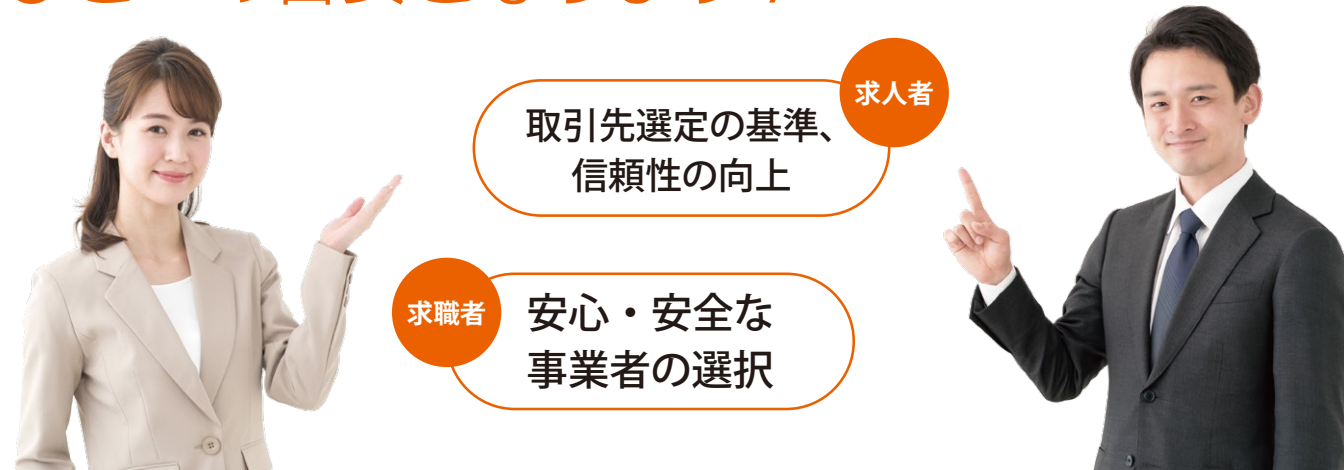 求人者
取引先選定の基準、
信頼性の向上
求職者
安心・安全な
事業者の選択